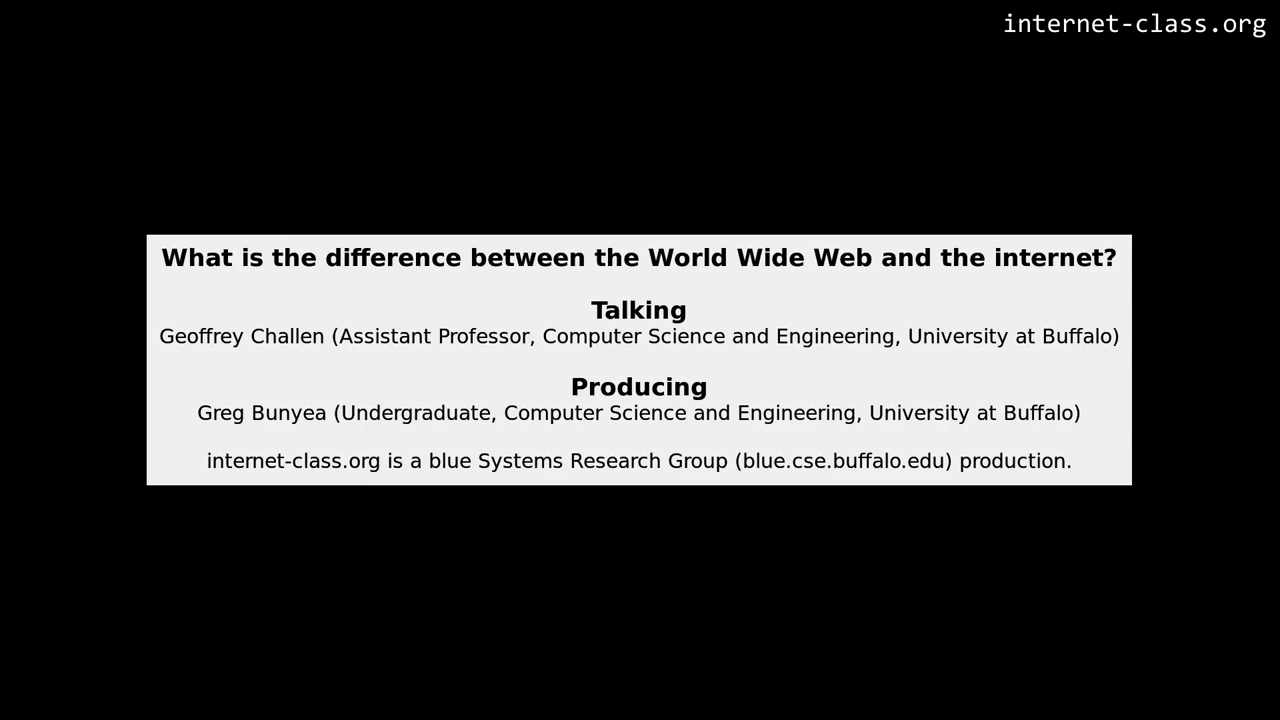 internet-class.org
What is the difference between the World Wide Web and the internet?
Talking
Geoffrey Challen (Assistant Professor, Computer Science and Engineering, University at Buffalo)
Producing
Greg Bunyea (Undergraduate, Computer Science and Engineering, University at Buffalo)
internet-class.org is a blue Systems Research Group (blue.cse.buffalo.edu) production.